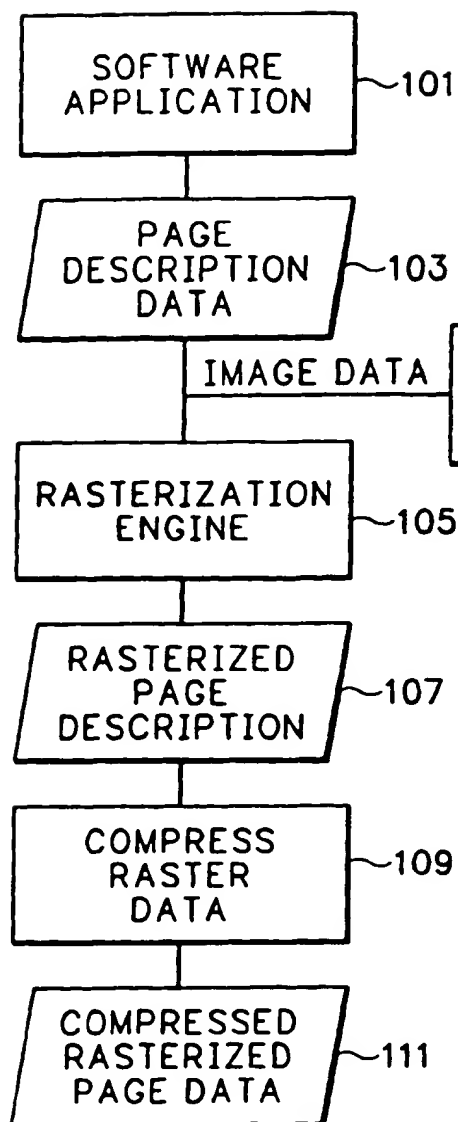 SOFTWARE
APPLICATION
101
PAGE
DESCRIPTION
DATA
103
IMAGE DATA
RASTERIZATION
ENGINE
105
RASTERIZED
PAGE
DESCRIPTION
107
COMPRESS
RASTER
DATA
109
COMPRESSED
RASTERIZED
PAGE DATA
111